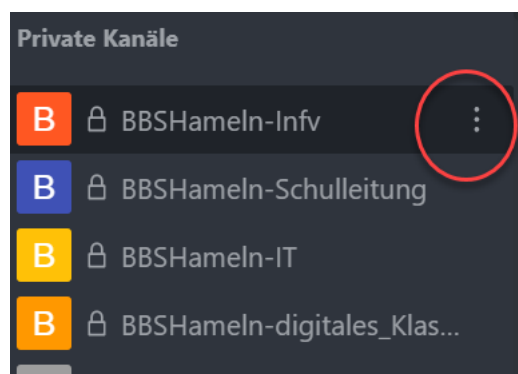 Private Kanäle
B BBSHameln-Infv
B BBSHameln-Schulleitung
B BBSHameln-IT
B BBSHameln-digitales_Klas...